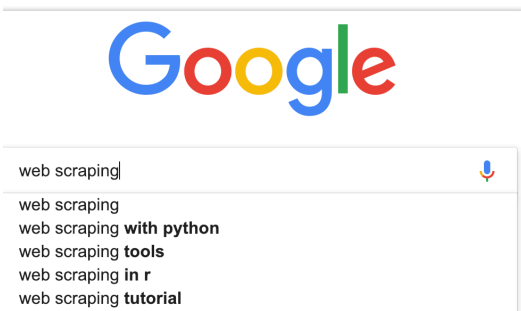 Google
web scraping
web scraping
web scraping with python
web scraping tools
web scraping in r
web scraping tutorial